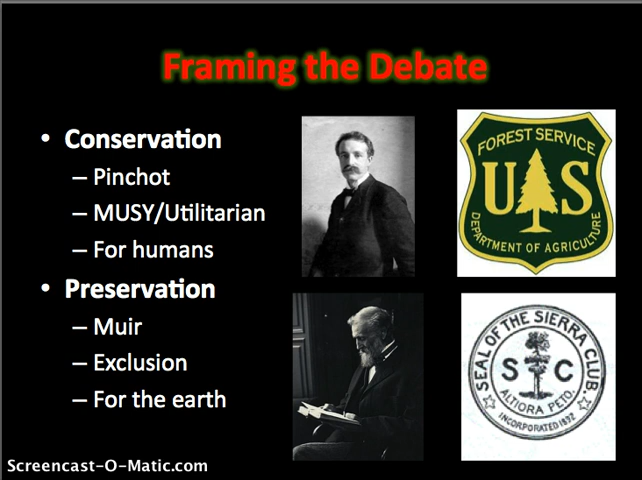 Framing the Debate
• Conservation
– Pinchot
– MUSY/Utilitarian
– For humans
• Preservation
– Muir
– Exclusion
– For the earth
FOREST SERVICE
U S
DEPARTMENT OF AGRICULTURE
SEAL OF THE SIERRA CLUB.
S C
ALTIORA PETO.
INCORPORATED 1892
Screencast-O-Matic.com